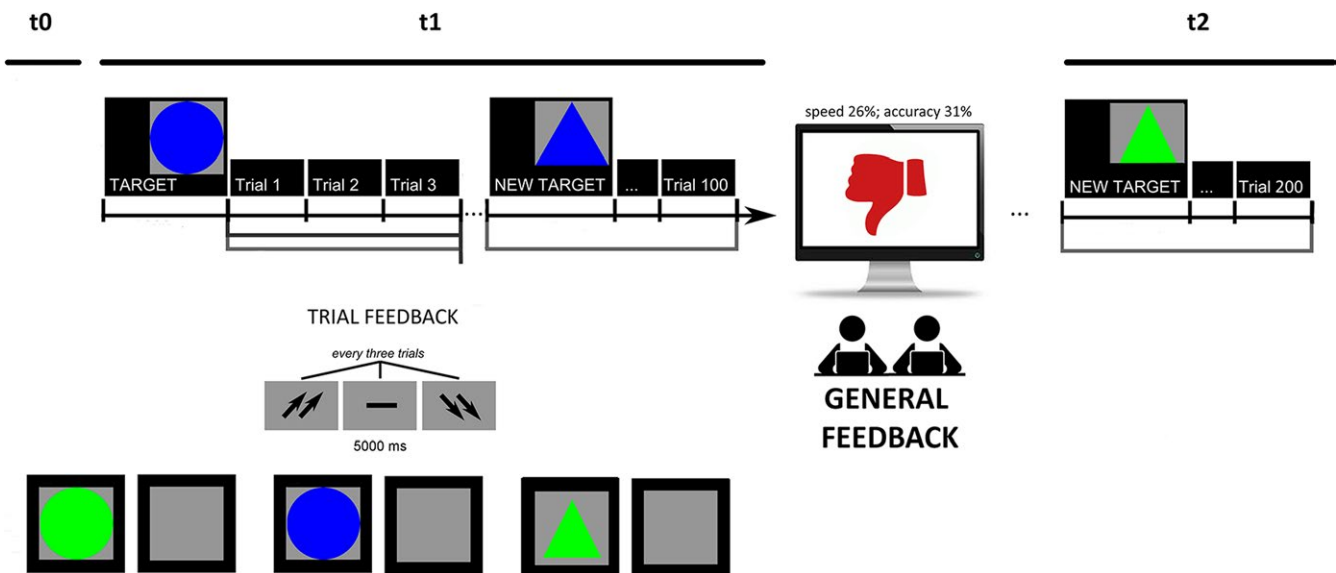 t0
t1
t2
speed 26%; accuracy 31%
TARGET
Trial 1
Trial 2
Trial 3
...
NEW TARGET
...
Trial 100
...
NEW TARGET
...
Trial 200
TRIAL FEEDBACK
every three trials
5000 ms
GENERAL
FEEDBACK